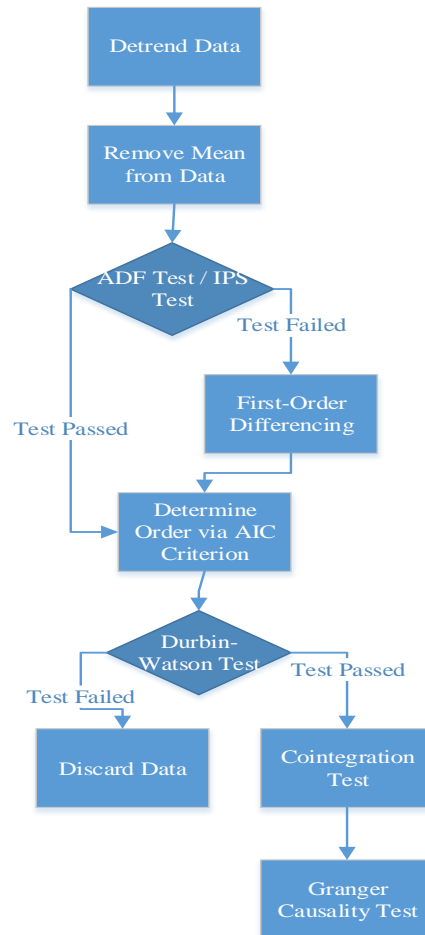 Detrend Data
Remove Mean
from Data
ADF Test / IPS
Test
Test Failed
Test Passed
First-Order
Differencing
Determine
Order via AIC
Criterion
Durbin-
Watson Test
Test Failed
Test Passed
Discard Data
Cointegration
Test
Granger
Causality Test